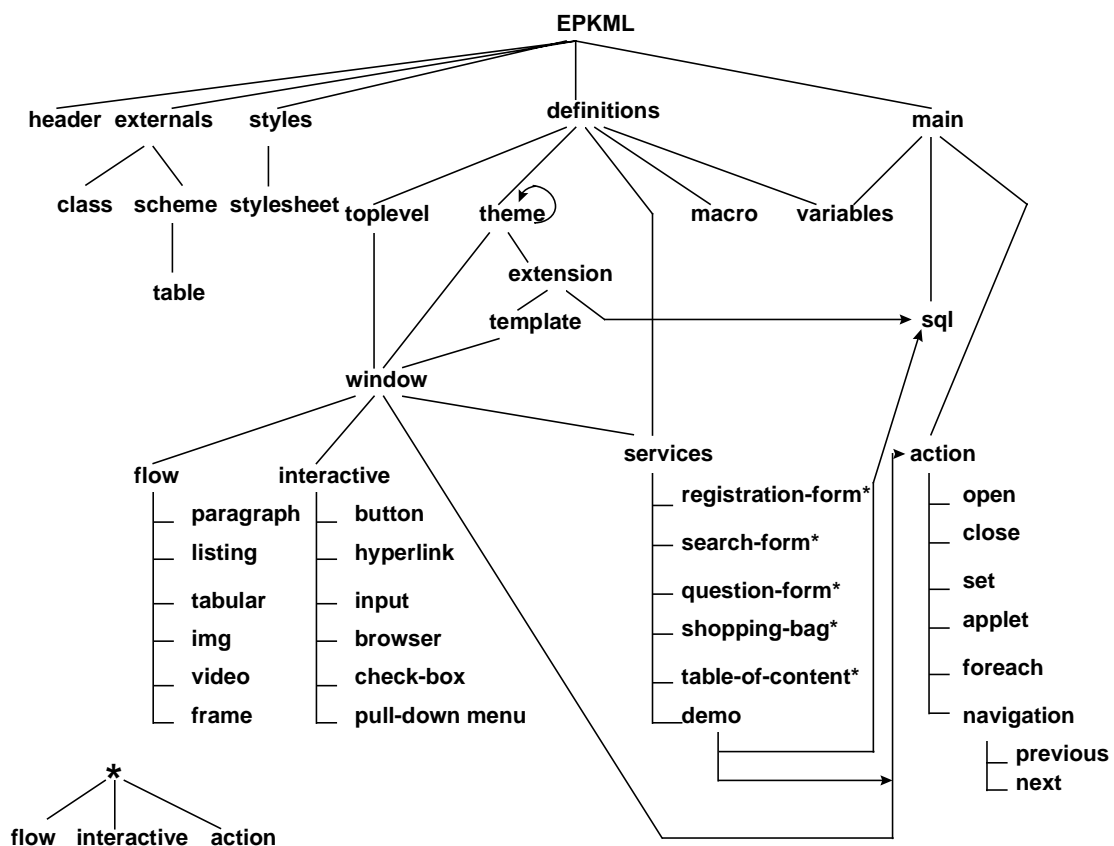 EPKML
header externals styles definitions main
class scheme stylesheet toplevel theme macro variables
extension
table
template sql
window
services action
flow interactive
registration-form* open
paragraph button
close
listing hyperlink search-form*
set
tabular input question-form*
applet
img browser shopping-bag*
foreach
video check-box table-of-content*
frame pull-down menu demo navigation
previous
*
next
flow interactive action